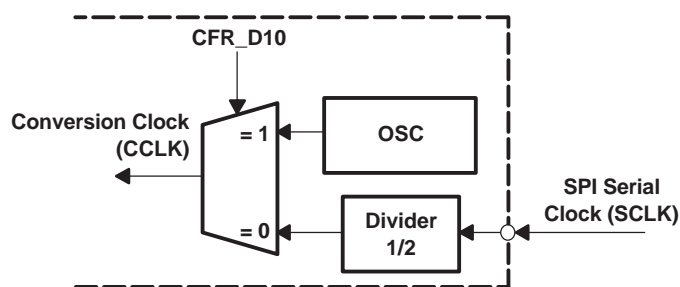 CFR_D10
Conversion Clock
(CCLK)
= 1
OSC
SPI Serial
Clock (SCLK)
= 0
Divider
1/2